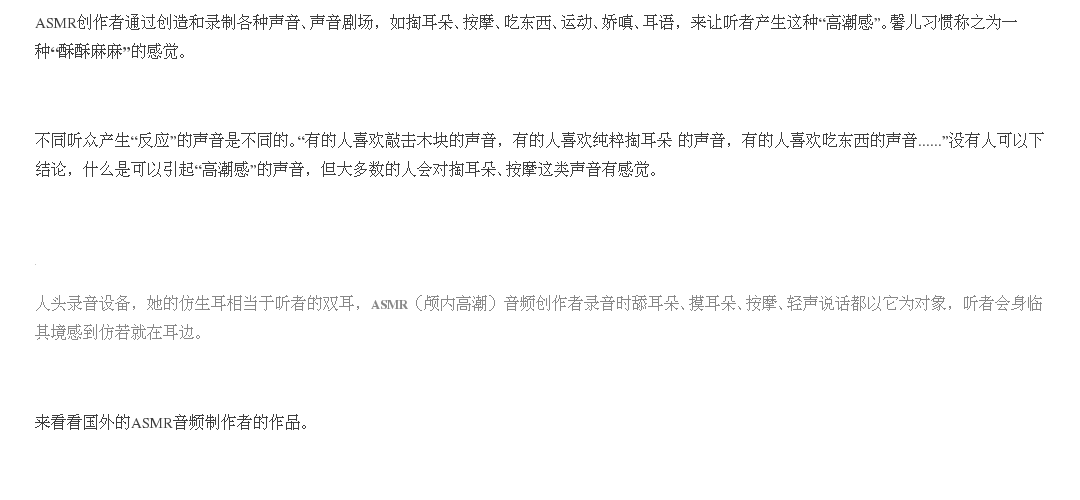 ASMR创作者通过创造和录制各种声音、声音剧场，如掏耳朵、按摩、吃东西、运动、娇嗔、耳语，来让听者产生这种“高潮感”。馨儿习惯称之为一
种“酥酥麻麻”的感觉。
不同听众产生“反应”的声音是不同的。“有的人喜欢敲击木块的声音，有的人喜欢纯粹掏耳朵 的声音，有的人喜欢吃东西的声音......”没有人可以下
结论，什么是可以引起“高潮感”的声音，但大多数的人会对掏耳朵、按摩这类声音有感觉。
人头录音设备，她的仿生耳相当于听者的双耳，ASMR（颅内高潮）音频创作者录音时舔耳朵、摸耳朵、按摩、轻声说话都以它为对象，听者会身临
其境感到仿若就在耳边。
来看看国外的ASMR音频制作者的作品。